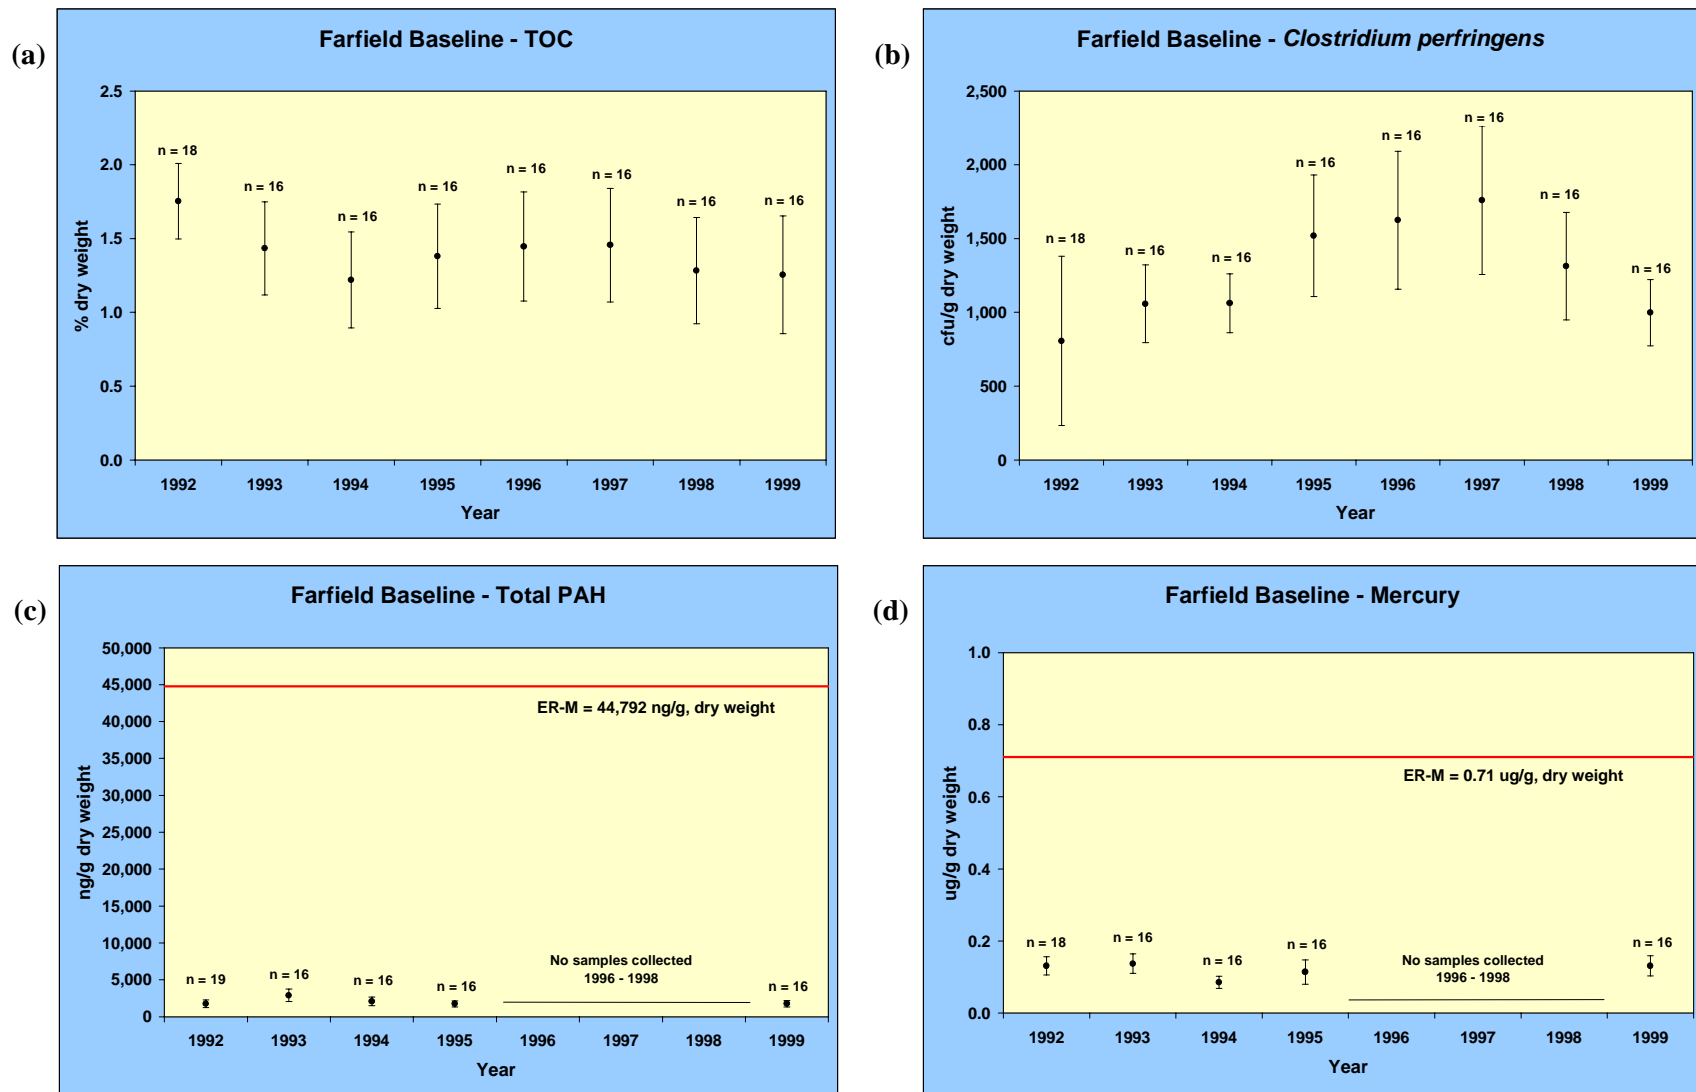 (a)
Farfield Baseline - TOC
2.5
2.0
1.5
1.0
0.5
0.0
% dry weight
n = 18
n = 16
n = 16
n = 16
n = 16
n = 16
n = 16
n = 16
1992 1993 1994 1995 1996 1997 1998 1999
Year
(b)
Farfield Baseline - Clostridium perfringens
2,500
2,000
1,500
1,000
500
0
cfu/g dry weight
n = 18
n = 16
n = 16
n = 16
n = 16
n = 16
n = 16
n = 16
1992 1993 1994 1995 1996 1997 1998 1999
Year
(c)
Farfield Baseline - Total PAH
50,000
45,000
40,000
35,000
30,000
25,000
20,000
15,000
10,000
5,000
0
ng/g dry weight
ER-M = 44,792 ng/g, dry weight
n = 19
n = 16
n = 16
n = 16
No samples collected
1996 - 1998
n = 16
1992 1993 1994 1995 1996 1997 1998 1999
Year
(d)
Farfield Baseline - Mercury
1.0
0.8
0.6
0.4
0.2
0.0
ug/g dry weight
ER-M = 0.71 ug/g, dry weight
n = 18
n = 16
n = 16
n = 16
No samples collected
1996 - 1998
n = 16
1992 1993 1994 1995 1996 1997 1998 1999
Year